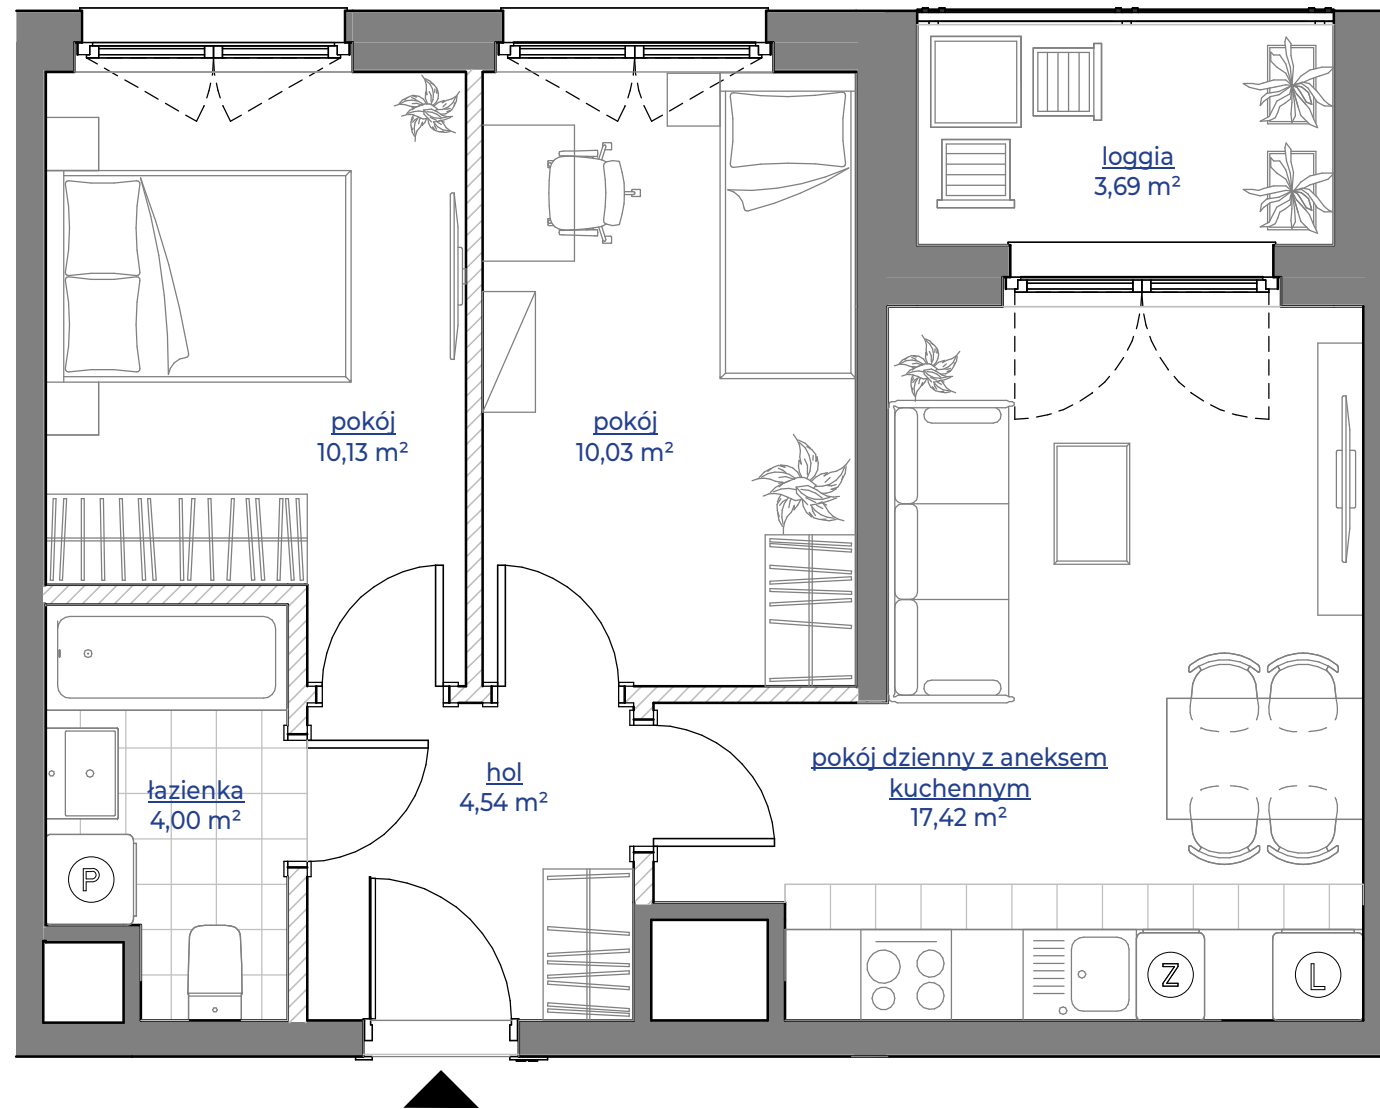 loggia
3,69 m²
pokój
10,13 m²
pokój
10,03 m²
pokój dzienny z aneksem
kuchennym
17,42 m²
hol
4,54 m²
łazienka
4,00 m²
P
Z
L